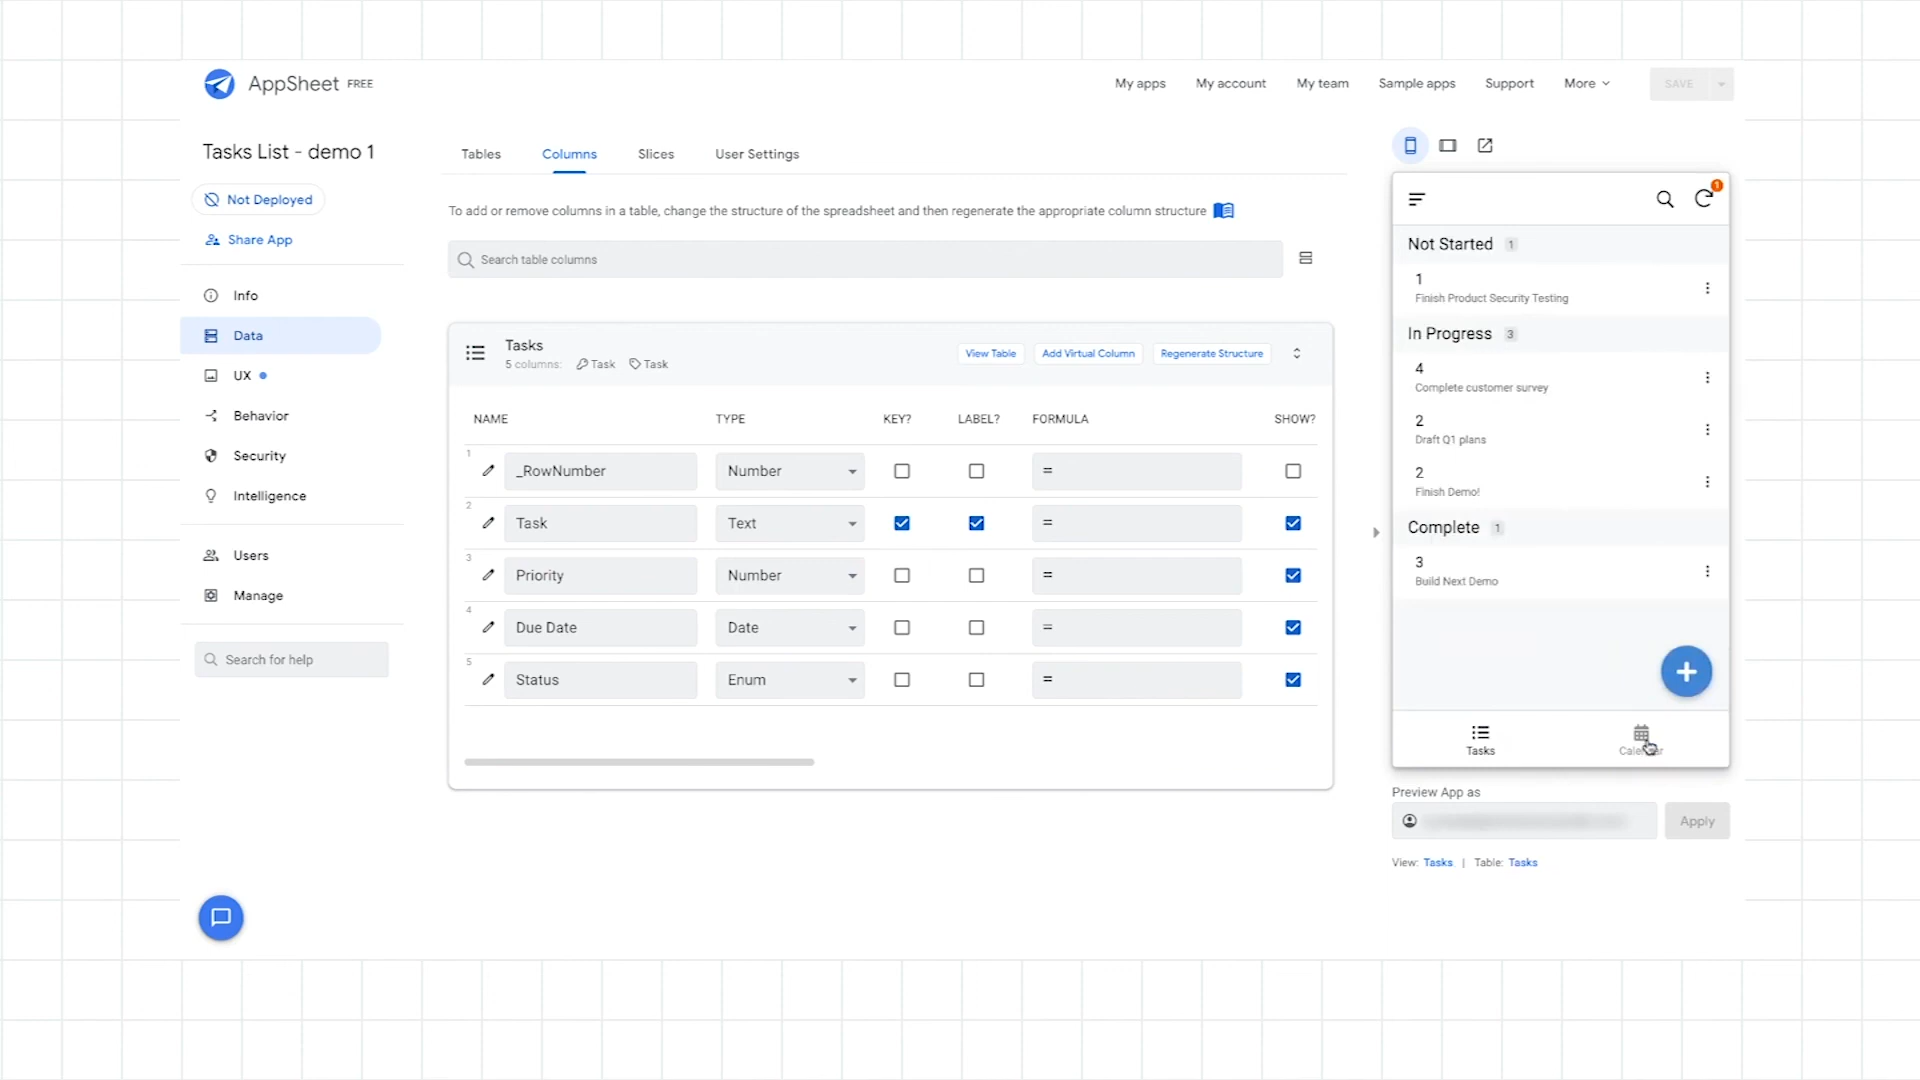 AppSheet FREE
My apps My account My team Sample apps Support More SAVE
Tasks List - demo 1
Not Deployed
Share App
Info
Data
UX
Behavior
Security
Intelligence
Users
Manage
Search for help
Tables Columns Slices User Settings
To add or remove columns in a table, change the structure of the spreadsheet and then regenerate the appropriate column structure
Search table columns
Tasks
5 columns: Task Task
View Table Add Virtual Column Regenerate Structure
NAME TYPE KEY? LABEL? FORMULA SHOW?
1 _RowNumber Number =
2 Task Text =
3 Priority Number =
4 Due Date Date =
5 Status Enum =
1
Not Started 1
1
Finish Product Security Testing
In Progress 3
4
Complete customer survey
2
Draft Q1 plans
2
Finish Demo!
Complete 1
3
Build Next Demo
+
Tasks
Preview App as
Apply
View: Tasks | Table: Tasks